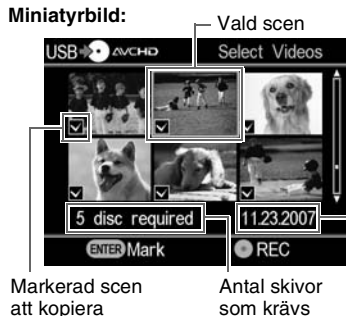 Miniatyrbild:
Vald scen
USB AVCHD Select Videos
5 disc required 11.23.2007
ENTER Mark REC
Markerad scen
att kopiera
Antal skivor
som krävs